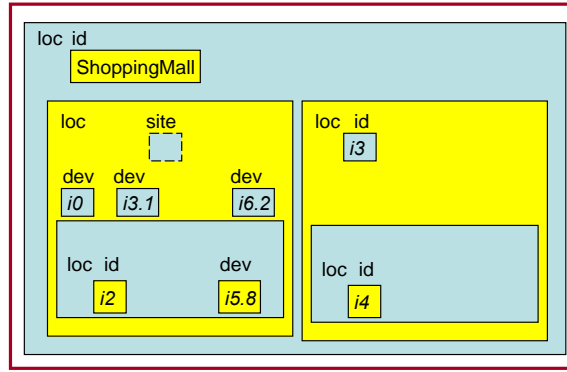 loc id
ShoppingMall
loc site
dev dev dev
i0 i3.1 i6.2
loc id dev
i2 i5.8
loc id
i3
loc id
i4